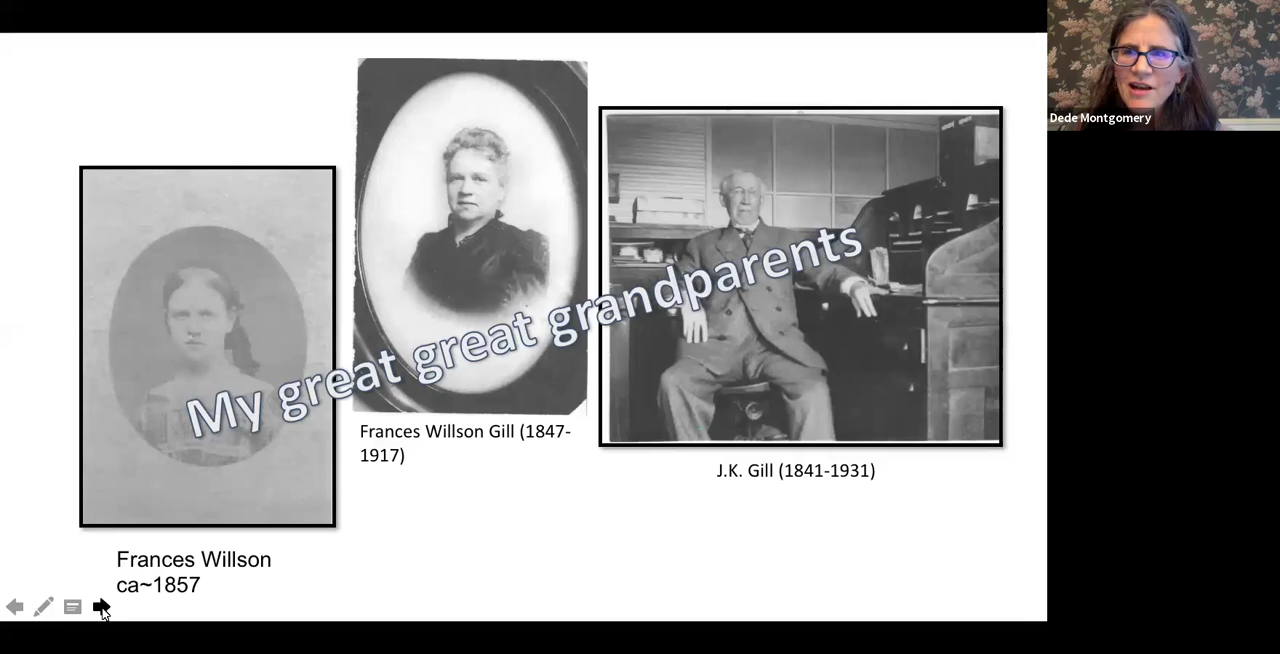 Dede Montgomery
My great great grandparents
Frances Willson Gill (1847-
1917)
J.K. Gill (1841-1931)
Frances Willson
ca~1857